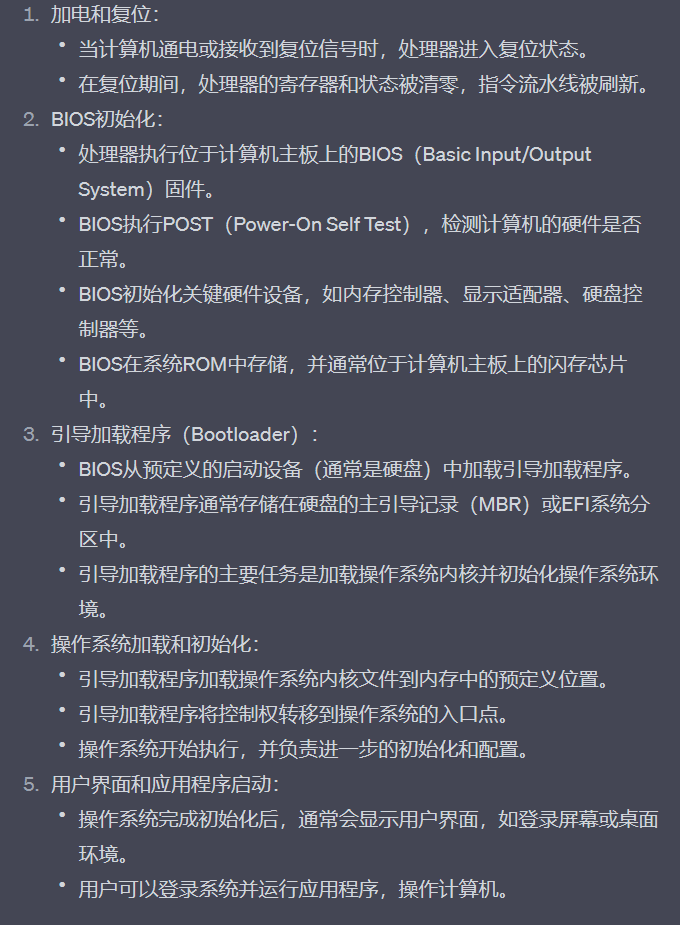 1. 加电和复位：
• 当计算机通电或接收到复位信号时，处理器进入复位状态。
• 在复位期间，处理器的寄存器和状态被清零，指令流水线被刷新。
2. BIOS初始化：
• 处理器执行位于计算机主板上的BIOS（Basic Input/Output
System）固件。
• BIOS执行POST（Power-On Self Test），检测计算机的硬件是否
正常。
• BIOS初始化关键硬件设备，如内存控制器、显示适配器、硬盘控
制器等。
• BIOS在系统ROM中存储，并通常位于计算机主板上的闪存芯片
中。
3. 引导加载程序（Bootloader）：
• BIOS从预定义的启动设备（通常是硬盘）中加载引导加载程序。
• 引导加载程序通常存储在硬盘的主引导记录（MBR）或EFI系统分
区中。
• 引导加载程序的主要任务是加载操作系统内核并初始化操作系统环
境。
4. 操作系统加载和初始化：
• 引导加载程序加载操作系统内核文件到内存中的预定义位置。
• 引导加载程序将控制权转移到操作系统的入口点。
• 操作系统开始执行，并负责进一步的初始化和配置。
5. 用户界面和应用程序启动：
• 操作系统完成初始化后，通常会显示用户界面，如登录屏幕或桌面
环境。
• 用户可以登录系统并运行应用程序，操作计算机。